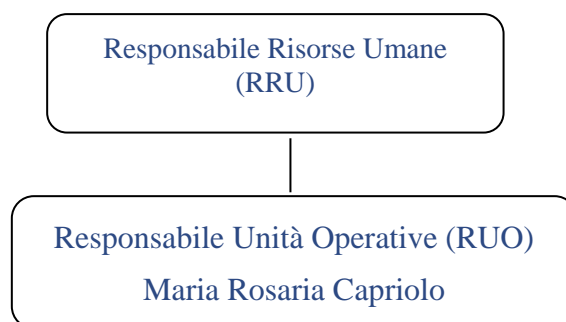 Responsabile Risorse Umane
(RRU)
Responsabile Unità Operative (RUO)
Maria Rosaria Capriolo